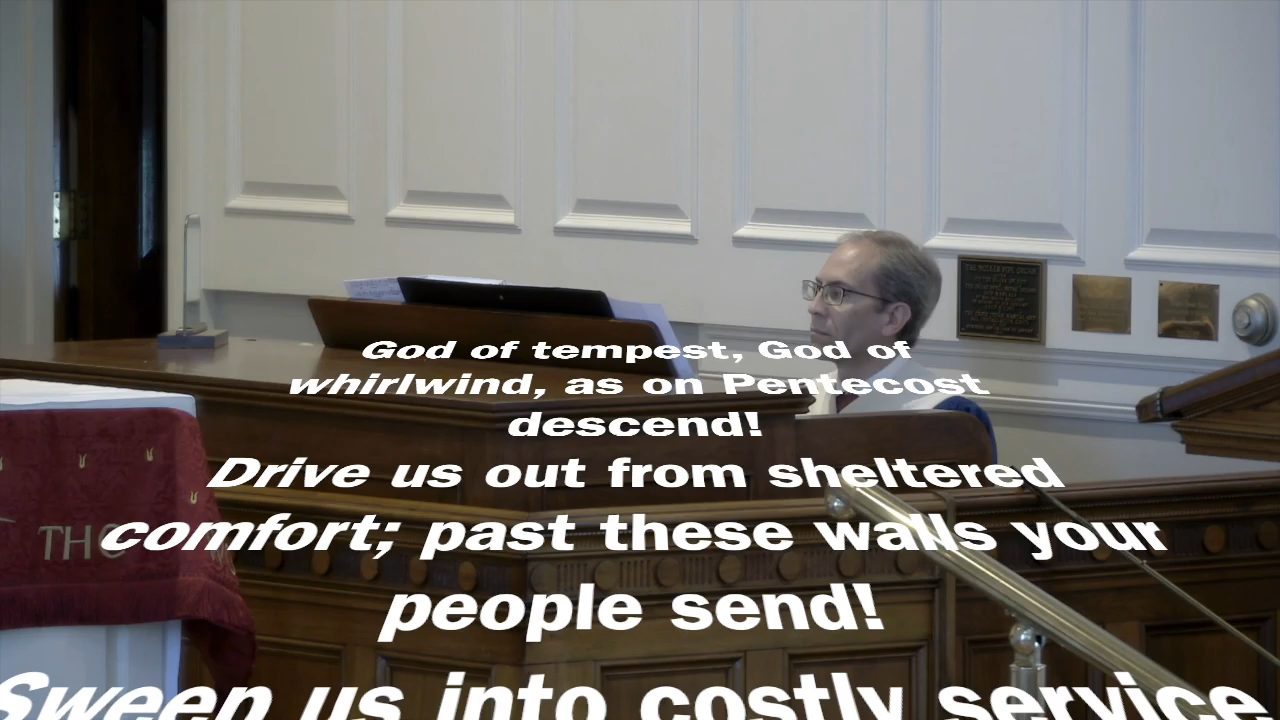 God of tempest, God of
whirlwind, as on Pentecost
descend!
Drive us out from sheltered
comfort; past these walls your
people send!
Sweep us into costly service